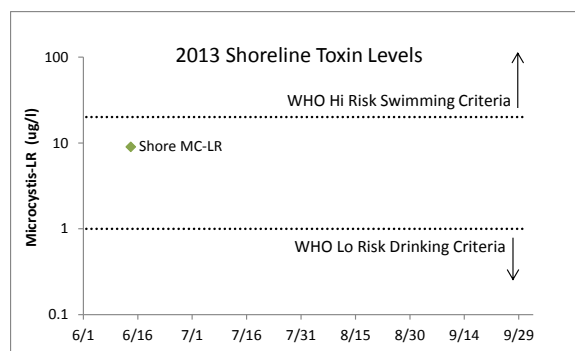 2013 Shoreline Toxin Levels
100
10
1
0.1
Microcystis-LR (ug/l)
WHO Hi Risk Swimming Criteria
Shore MC-LR
WHO Lo Risk Drinking Criteria
6/1 6/16 7/1 7/16 7/31 8/15 8/30 9/14 9/29